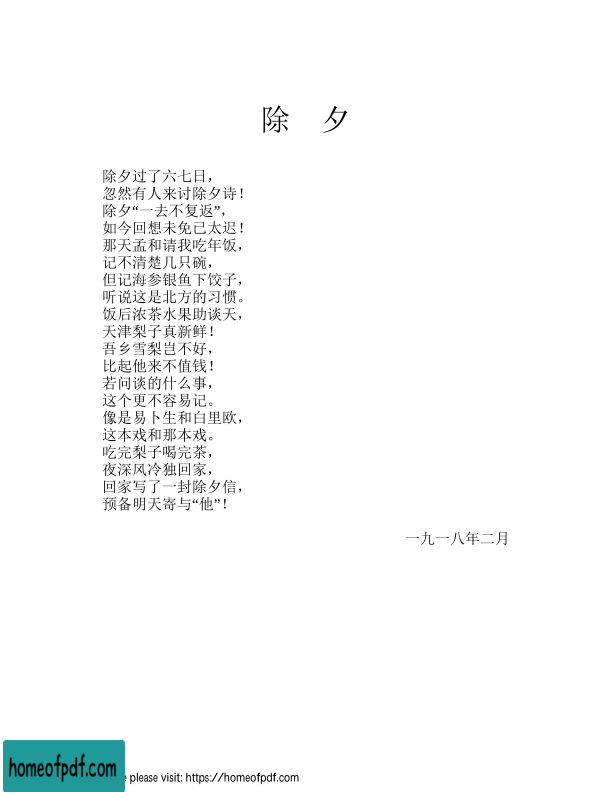 除　夕
除夕过了六七日，
忽然有人来讨除夕诗！
除夕“一去不复返”，
如今回想未免已太迟！
那天孟和请我吃年饭，
记不清楚几只碗，
但记海参银鱼下饺子，
听说这是北方的习惯。
饭后浓茶水果助谈天，
天津梨子真新鲜！
吾乡雪梨岂不好，
比起他来不值钱！
若问谈的什么事，
这个更不容易记。
像是易卜生和白里欧，
这本戏和那本戏。
吃完梨子喝完茶，
夜深风冷独回家，
回家写了一封除夕信，
预备明天寄与“他”！
一九一八年二月
homeofpdf.com
e please visit: https://homeofpdf.com